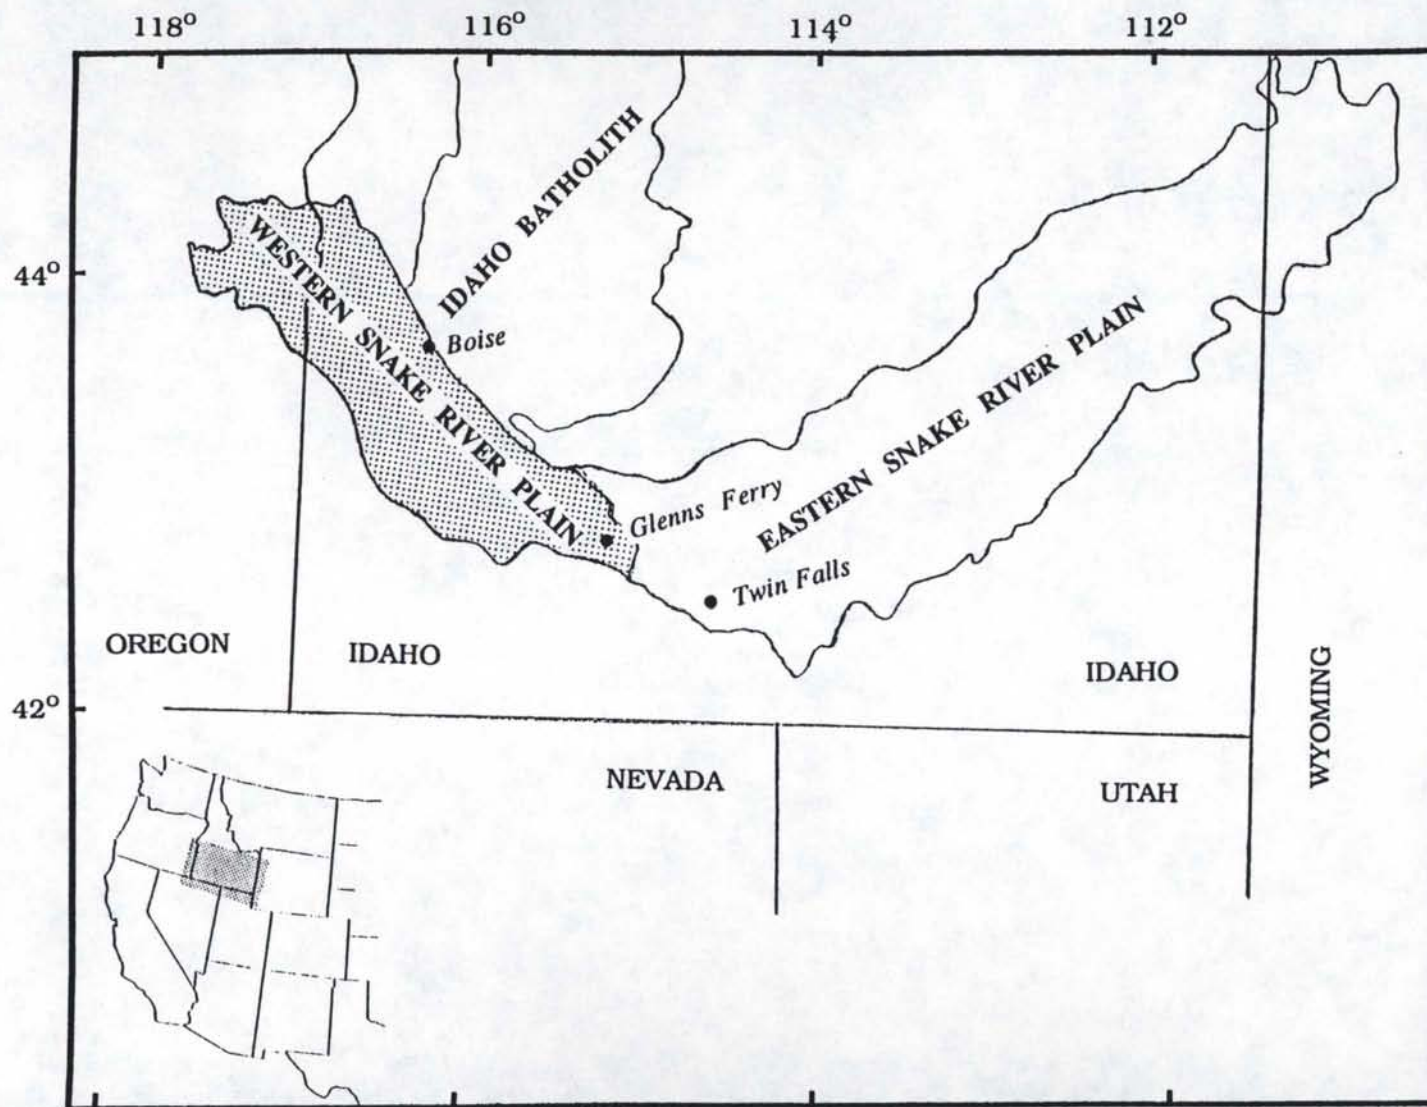 118° 116° 114° 112°
IDAHO BATHOLITH
WESTERN SNAKE RIVER PLAIN
44°
Boise
EASTERN SNAKE RIVER PLAIN
Glenns Ferry
Twin Falls
OREGON
IDAHO
IDAHO
WYOMING
42°
NEVADA
UTAH